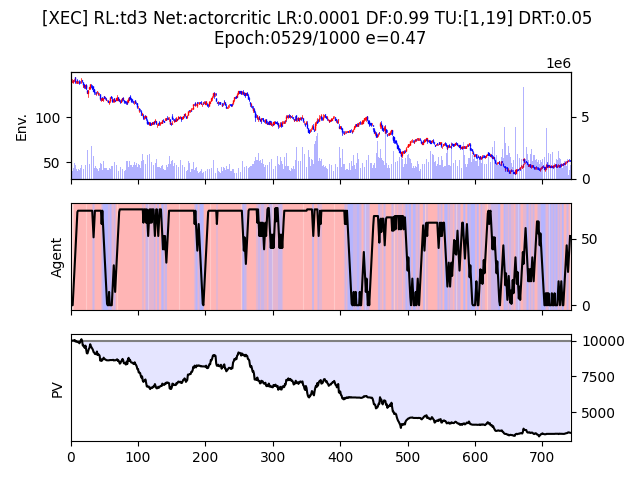 [XEC] RL:td3 Net:actorcritic LR:0.0001 DF:0.99 TU:[1,19] DRT:0.05
Epoch:0529/1000 e=0.47
1e6
Env.
100
50
5
0
Agent
50
0
PV
10000
7500
5000
0 100 200 300 400 500 600 700